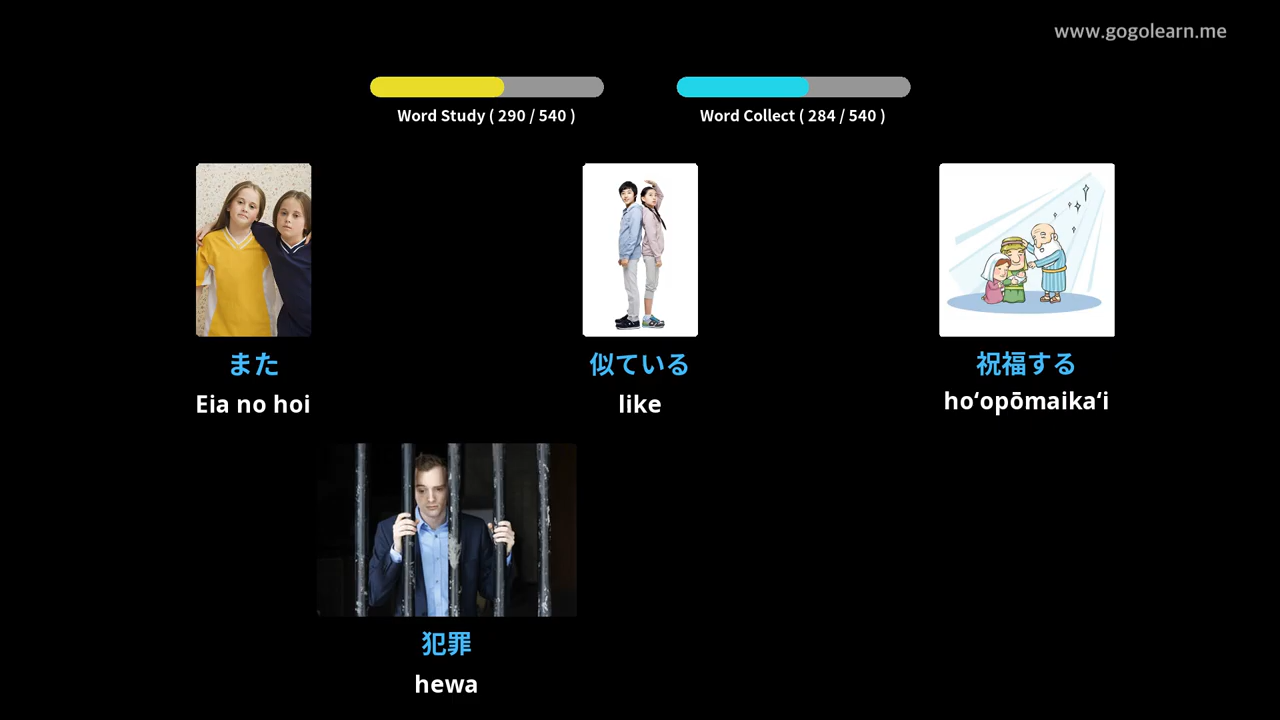 www.gogolearn.me
Word Study ( 290 / 540 )
Word Collect ( 284 / 540 )
また
Eia no hoi
似ている
like
祝福する
hoʻopōmaikaʻi
犯罪
hewa